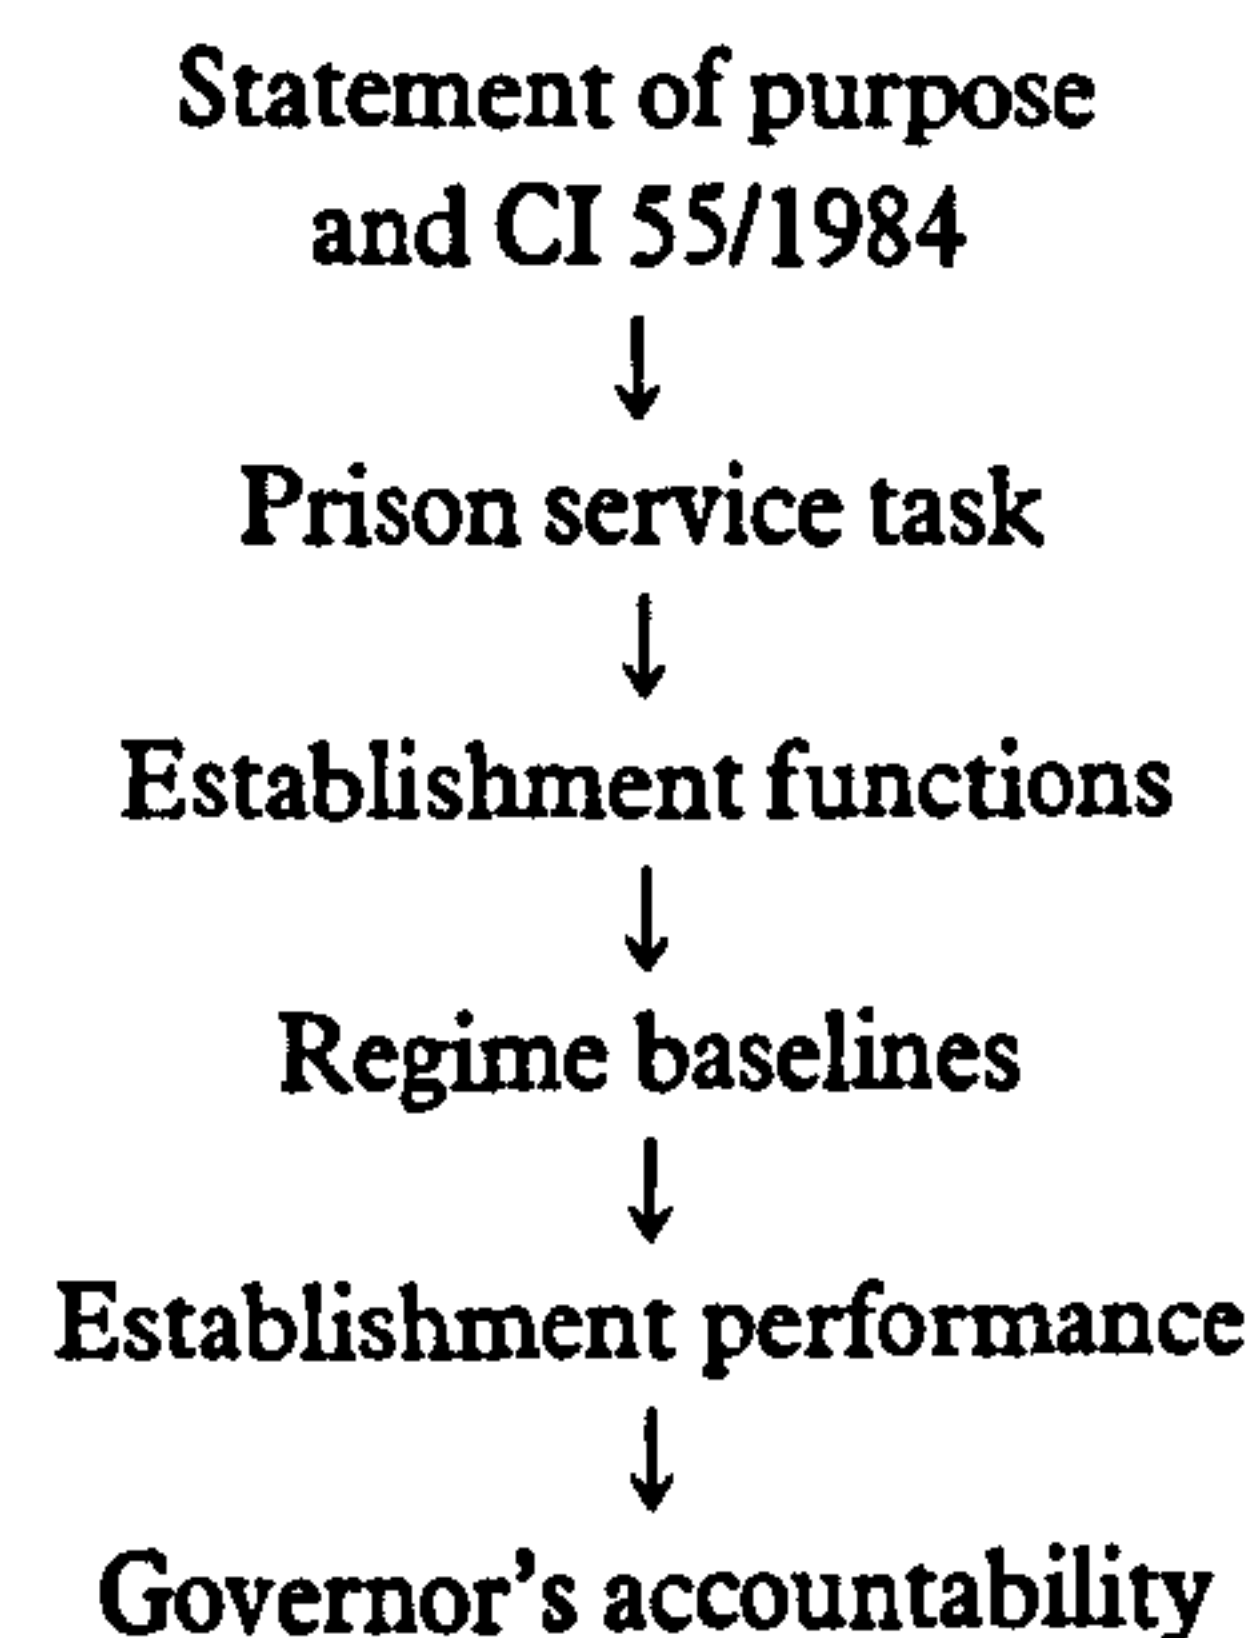 Statement of purpose
and CI 55/1984
↓
Prison service task
↓
Establishment functions
↓
Regime baselines
↓
Establishment performance
↓
Governor's accountability